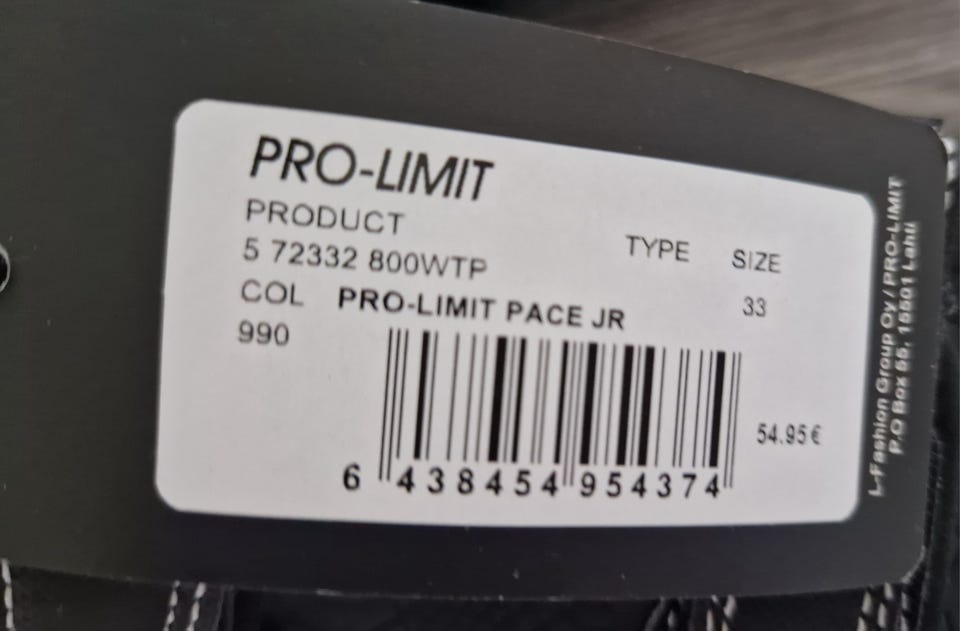 PRO-LIMIT
PRODUCT
5 72332 800WTP
TYPE SIZE
33
COL PRO-LIMIT PACE JR
990
54.95€
6 438454 954374
L-Fashion Group Oy / PRO-LIMIT
P.O Box 55, 15501 Lahti